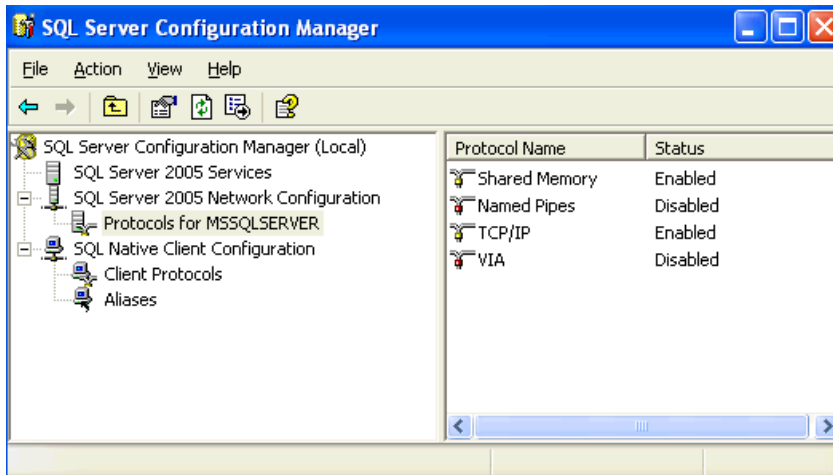 SQL Server Configuration Manager
File Action View Help
SQL Server Configuration Manager (Local)
SQL Server 2005 Services
SQL Server 2005 Network Configuration
Protocols for MSSQLSERVER
SQL Native Client Configuration
Client Protocols
Aliases
Protocol Name Status
Shared Memory Enabled
Named Pipes Disabled
TCP/IP Enabled
VIA Disabled